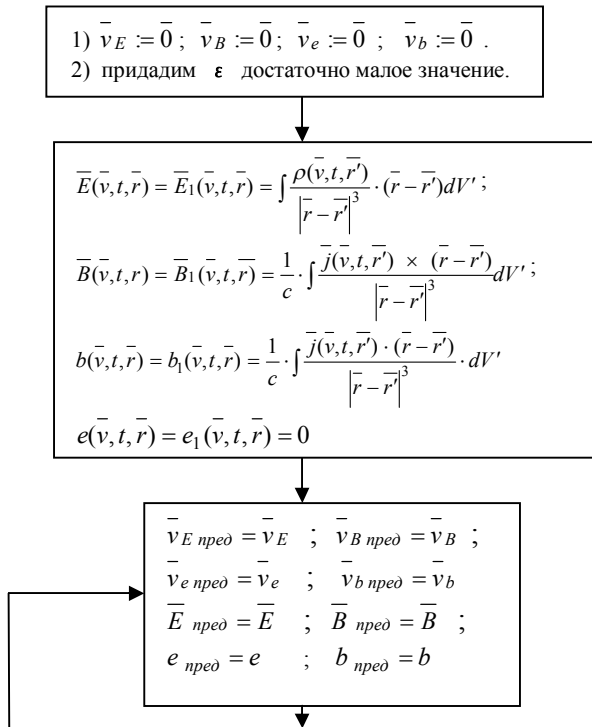 1) v̅_E := 0̅ ; v̅_B := 0̅ ; v̅_e := 0̅ ; v̅_b := 0̅ .
2) придадим ε достаточно малое значение.
E̅(v̅,t,r̅) = E̅₁(v̅,t,r̅) = ∫ ρ(v̅,t,r̅′) / |r̅ − r̅′|³ · (r̅ − r̅′)dV′ ;
B̅(v̅,t,r) = B̅₁(v̅,t,r̅) = 1/c · ∫ j̅(v̅,t,r̅′) × (r̅ − r̅′) / |r̅ − r̅′|³ dV′ ;
b(v̅,t,r̅) = b₁(v̅,t,r̅) = 1/c · ∫ j̅(v̅,t,r̅′) · (r̅ − r̅′) / |r̅ − r̅′|³ · dV′
e(v̅,t,r̅) = e₁(v̅,t,r̅) = 0
v̅_E пред = v̅_E ; v̅_B пред = v̅_B ;
v̅_e пред = v̅_e ; v̅_b пред = v̅_b
E̅ пред = E̅ ; B̅ пред = B̅ ;
e пред = e ; b пред = b